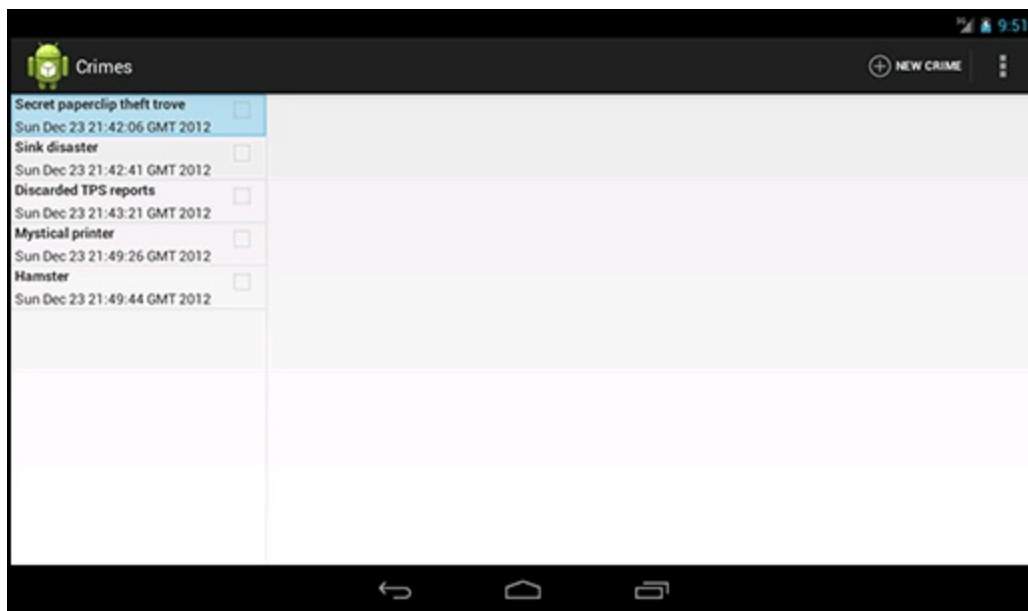 9:51
Crimes
NEW CRIME
Secret paperclip theft trove
Sun Dec 23 21:42:06 GMT 2012
Sink disaster
Sun Dec 23 21:42:41 GMT 2012
Discarded TPS reports
Sun Dec 23 21:43:21 GMT 2012
Mystical printer
Sun Dec 23 21:49:26 GMT 2012
Hamster
Sun Dec 23 21:49:44 GMT 2012